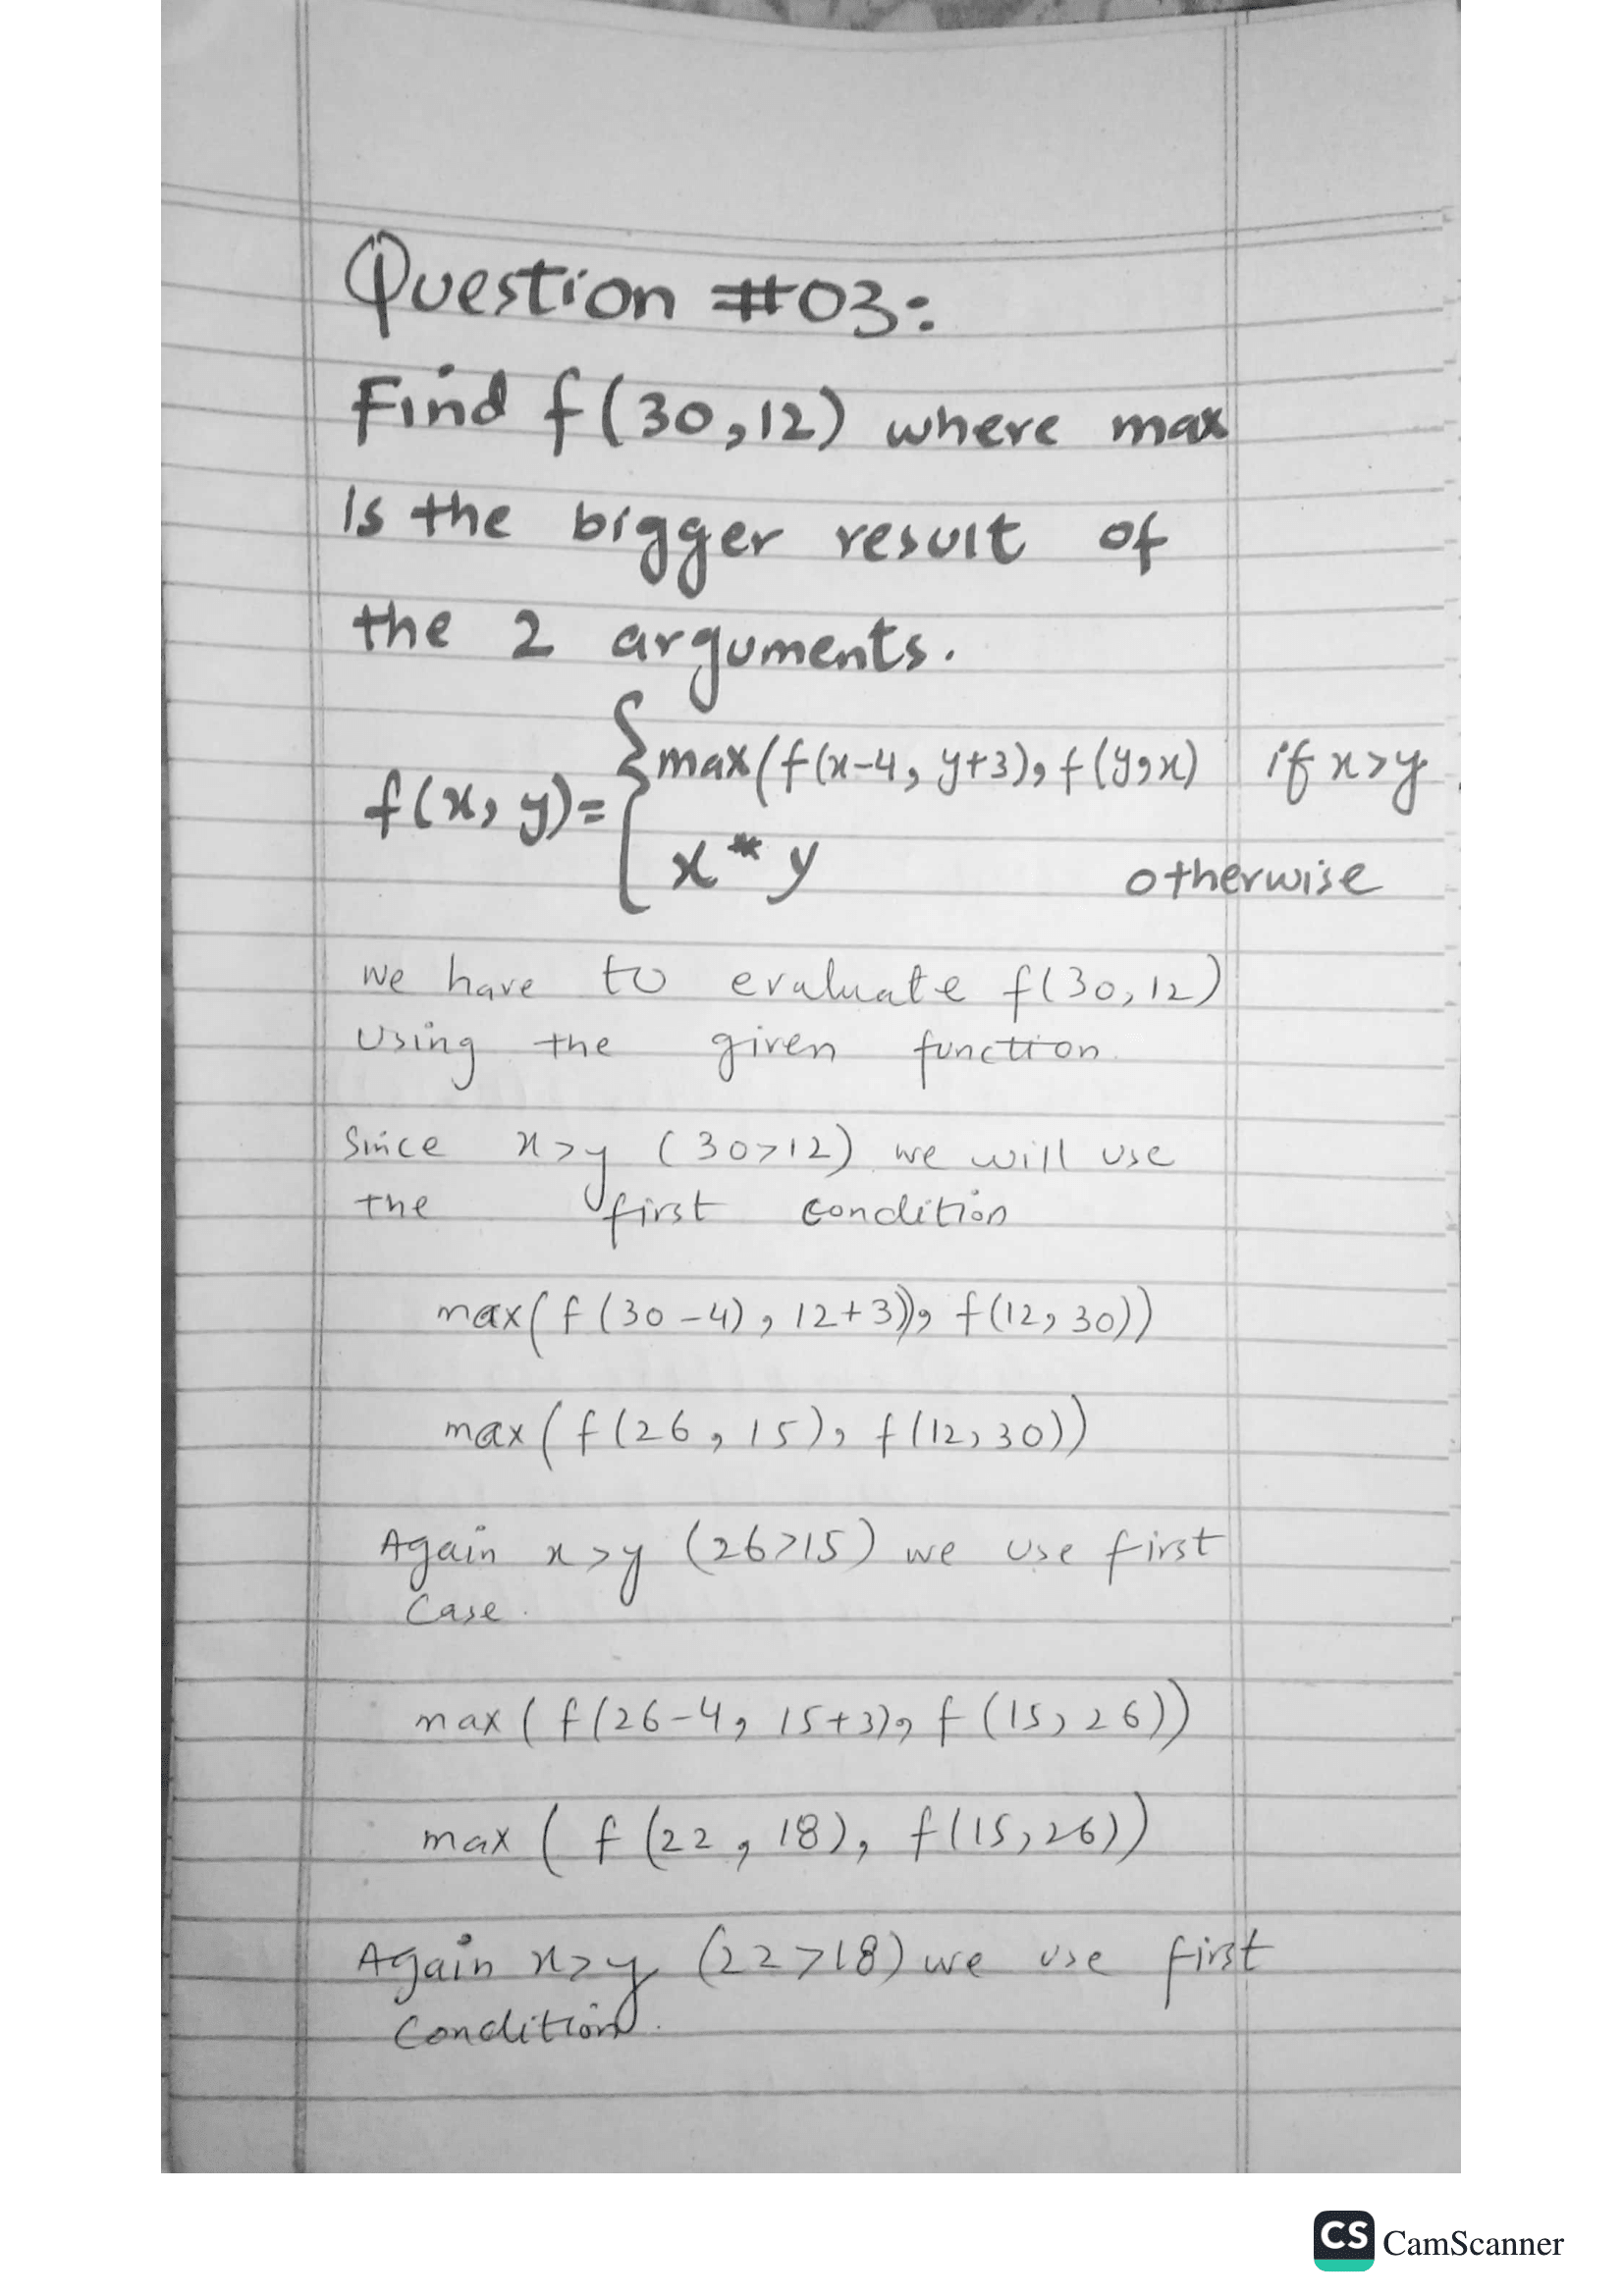 Question #03:
Find f(30,12) where max
is the bigger result of
the 2 arguments.
f(x, y)= { max(f(x-4, y+3), f(y,x) if x>y
x * y otherwise
we have to evaluate f(30,12)
Using the given function.
Since x>y (30>12) we will use
the first condition
max(f(30-4), 12+3)), f(12, 30))
max(f(26, 15), f(12, 30))
Again x>y (26>15) we use first
Case.
max(f(26-4, 15+3), f(15, 26))
max(f(22, 18), f(15,26))
Again x>y (22>18) we use first
Condition.
CS CamScanner